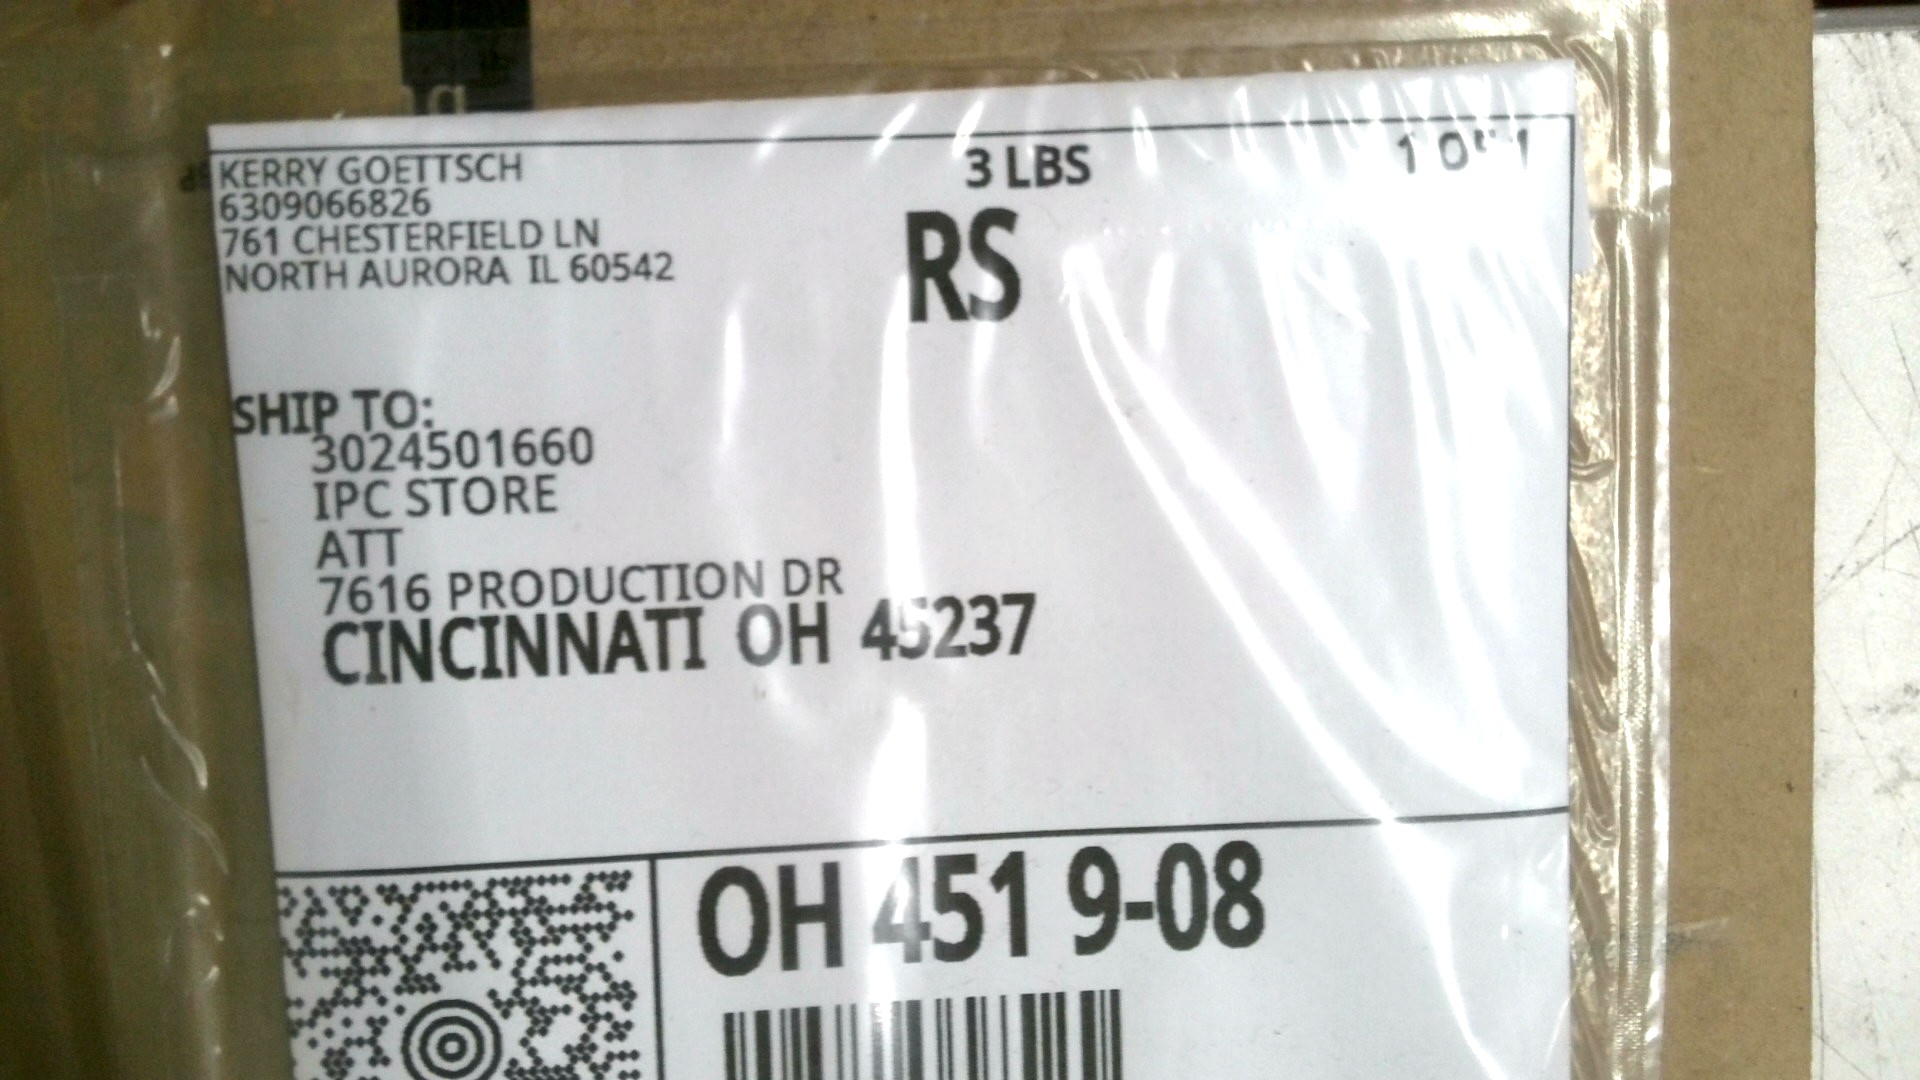 KERRY GOETTSCH
6309066826
761 CHESTERFIELD LN
NORTH AURORA IL 60542
3 LBS
RS
SHIP TO:
3024501660
IPC STORE
ATT
7616 PRODUCTION DR
CINCINNATI OH 45237
OH 451 9-08